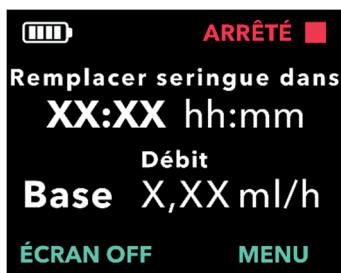 ARRÊTÉ
Remplacer seringue dans
XX:XX hh:mm
Débit
Base X,XX ml/h
ÉCRAN OFF MENU